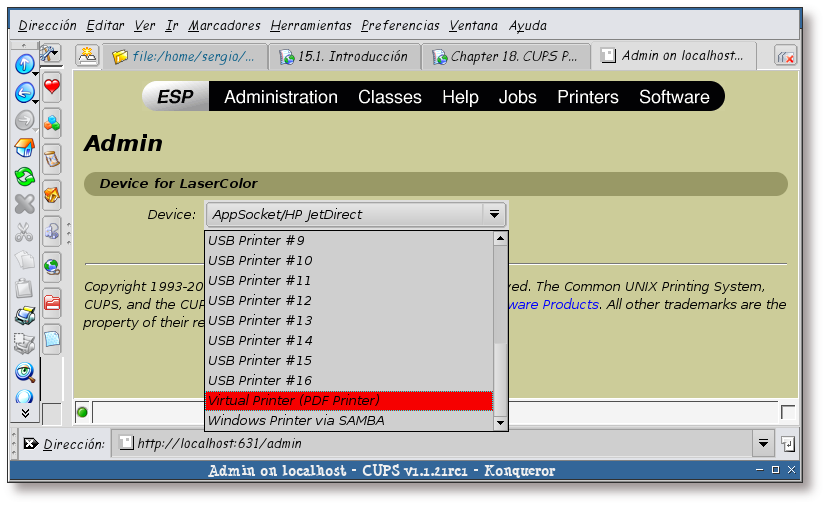 Dirección Editar Ver Ir Marcadores Herramientas Preferencias Ventana Ayuda
file:/home/sergio/... 15.1. Introducción Chapter 18. CUPS P... Admin on localhost...
ESP Administration Classes Help Jobs Printers Software
Admin
Device for LaserColor
Device: AppSocket/HP JetDirect
USB Printer #9
USB Printer #10
USB Printer #11
USB Printer #12
USB Printer #13
USB Printer #14
USB Printer #15
USB Printer #16
Virtual Printer (PDF Printer)
Windows Printer via SAMBA
Copyright 1993-20 ved. The Common UNIX Printing System,
CUPS, and the CUP ware Products. All other trademarks are the
property of their re
Dirección: http://localhost:631/admin
Admin on localhost - CUPS v1.1.21rc1 - Konqueror